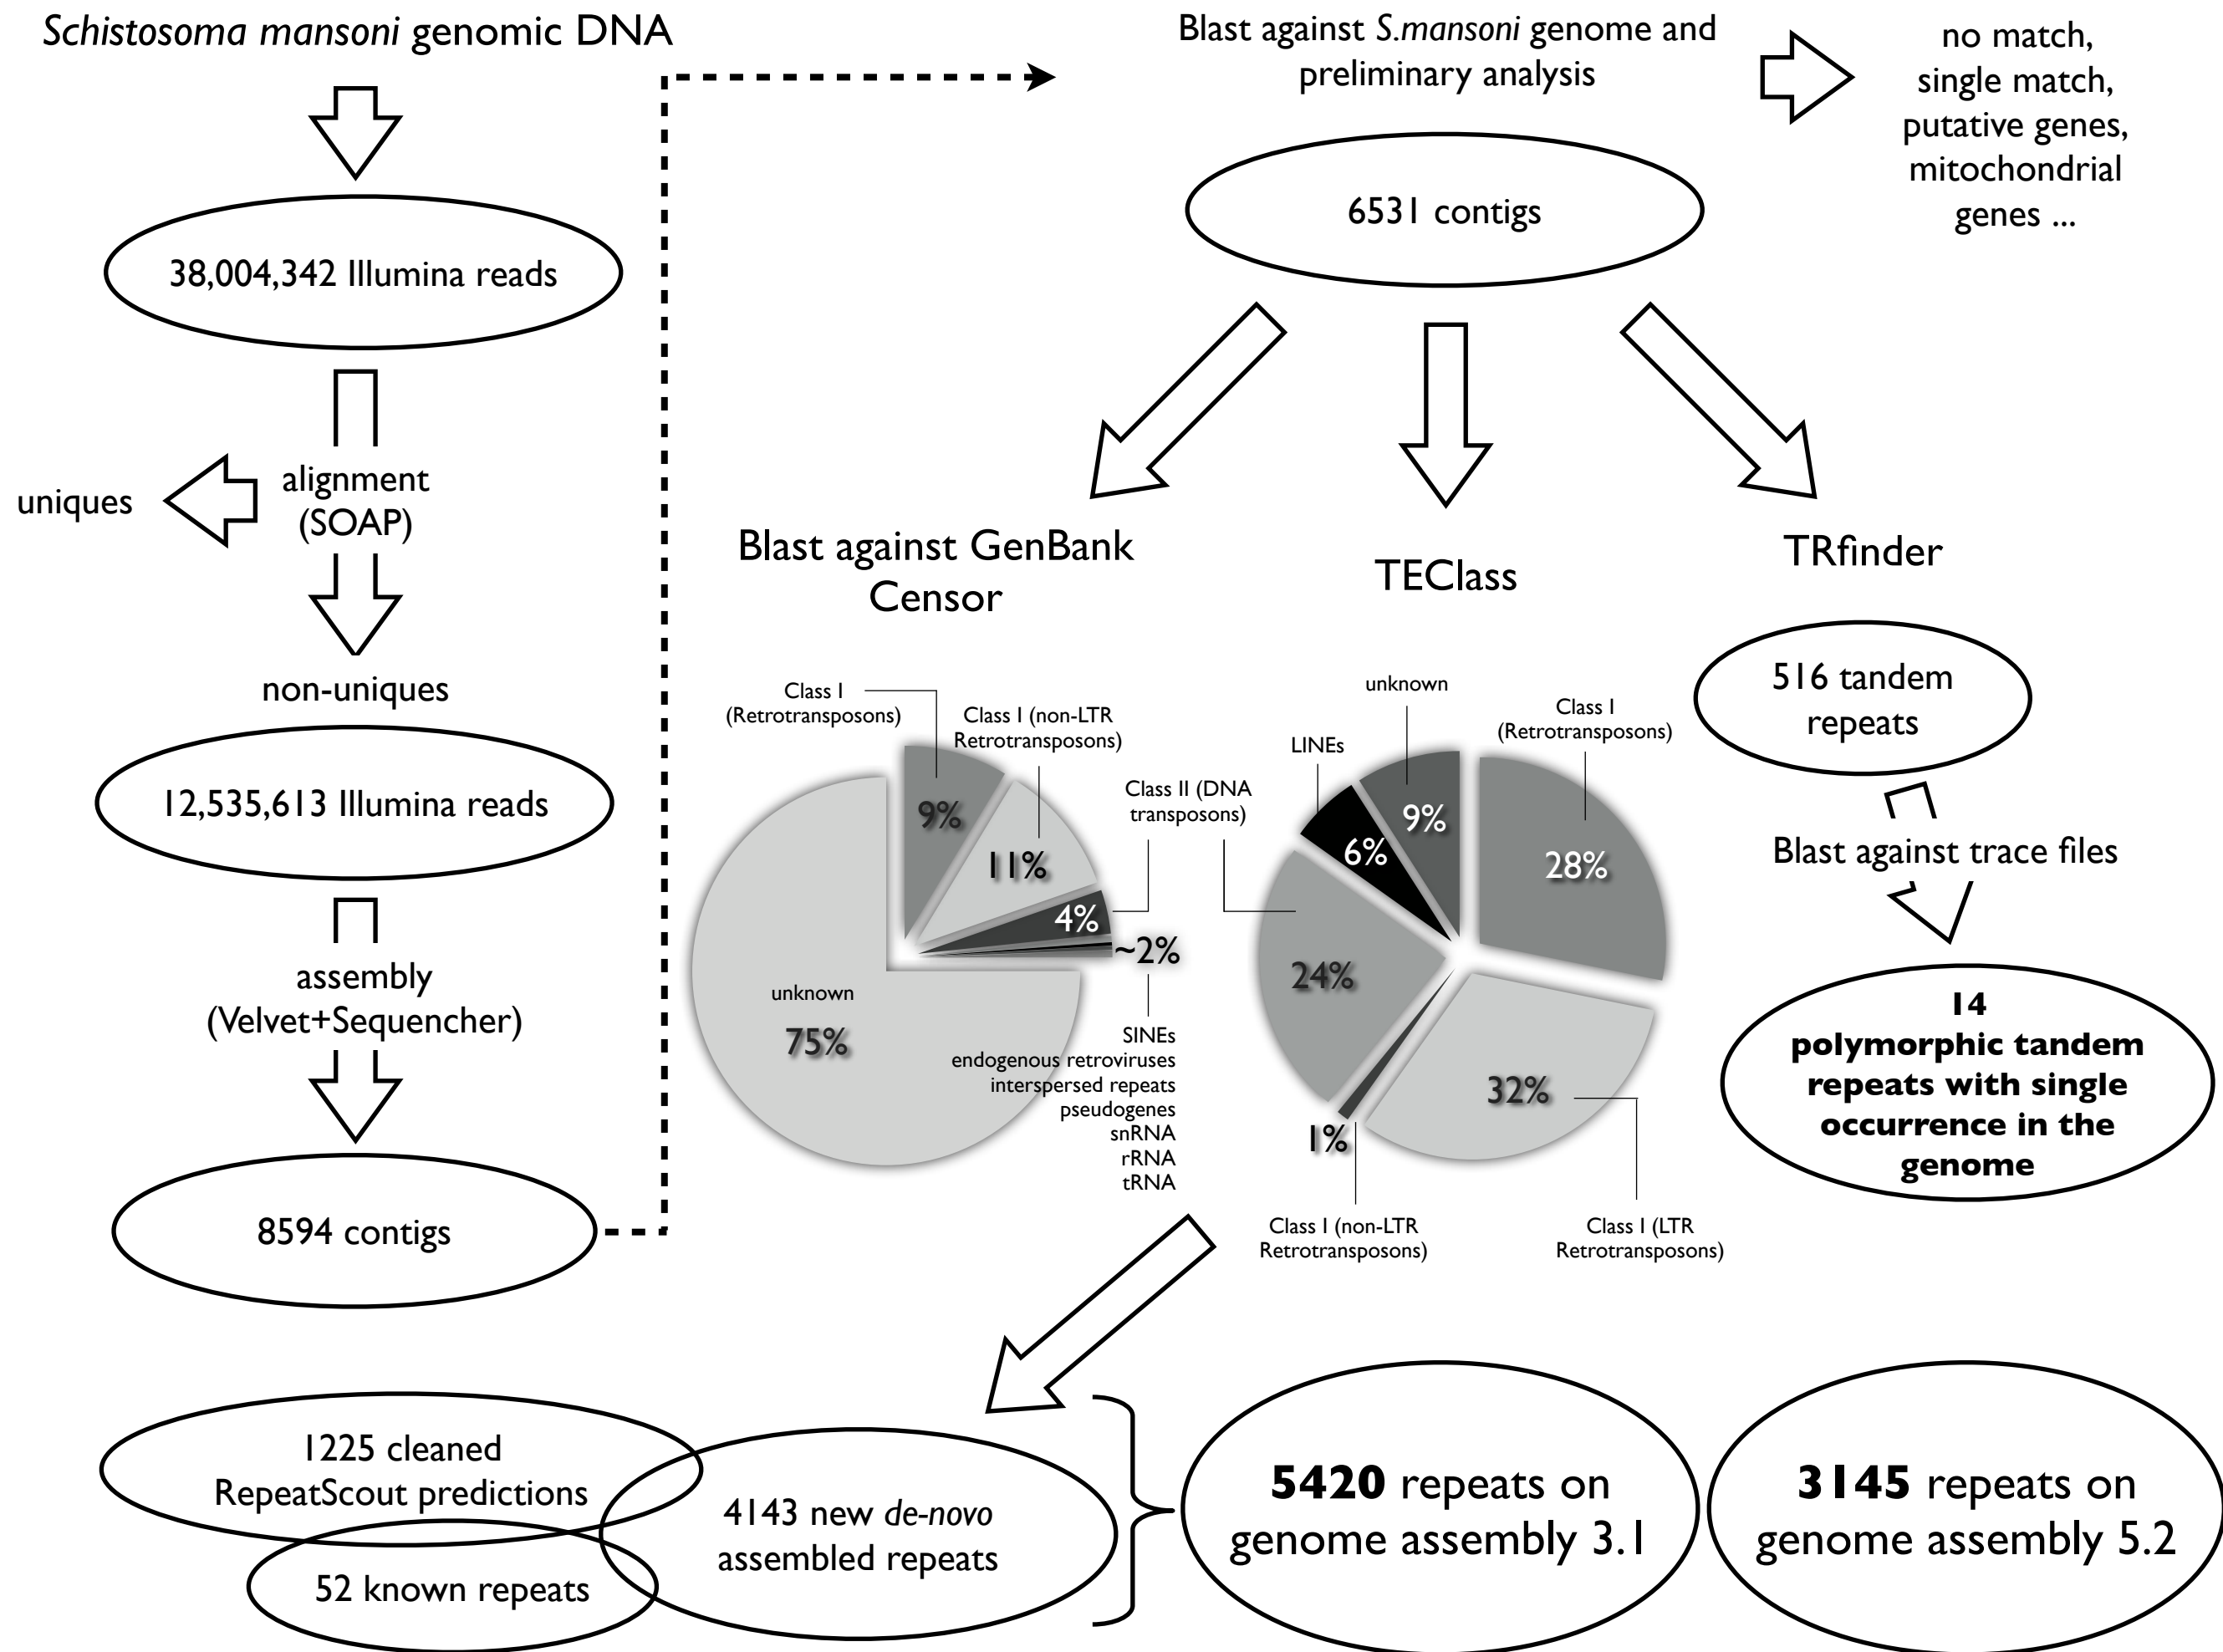 Schistosoma mansoni genomic DNA
38,004,342 Illumina reads
uniques
alignment
(SOAP)
non-uniques
12,535,613 Illumina reads
assembly
(Velvet+Sequencher)
8594 contigs
Blast against S.mansoni genome and
preliminary analysis
no match,
single match,
putative genes,
mitochondrial
genes ...
6531 contigs
Blast against GenBank
Censor
TEClass
TRfinder
Class I
(Retrotransposons)
Class I (non-LTR
Retrotransposons)
Class II (DNA
transposons)
9%
11%
4%
~2%
unknown
75%
SINEs
endogenous retroviruses
interspersed repeats
pseudogenes
snRNA
rRNA
tRNA
unknown
LINEs
Class I
(Retrotransposons)
9%
6%
28%
24%
32%
1%
Class I (non-LTR
Retrotransposons)
Class I (LTR
Retrotransposons)
516 tandem
repeats
Blast against trace files
14
polymorphic tandem
repeats with single
occurrence in the
genome
1225 cleaned
RepeatScout predictions
52 known repeats
4143 new de-novo
assembled repeats
5420 repeats on
genome assembly 3.1
3145 repeats on
genome assembly 5.2